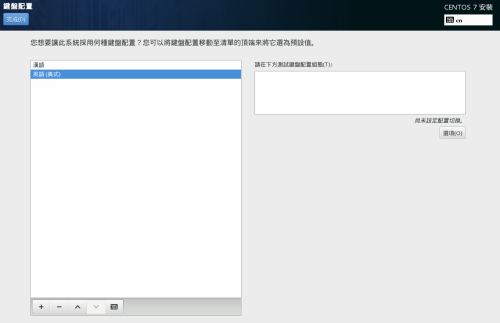 鍵盤配置
CENTOS 7 安裝
完成(D)
cn
您想要讓此系統採用何種鍵盤配置？您可以將鍵盤配置移動至清單的頂端來將它選為預設值。
漢語
英語 (美式)
請在下方測試鍵盤配置組態(T)：
尚未設定配置切換。
選項(O)